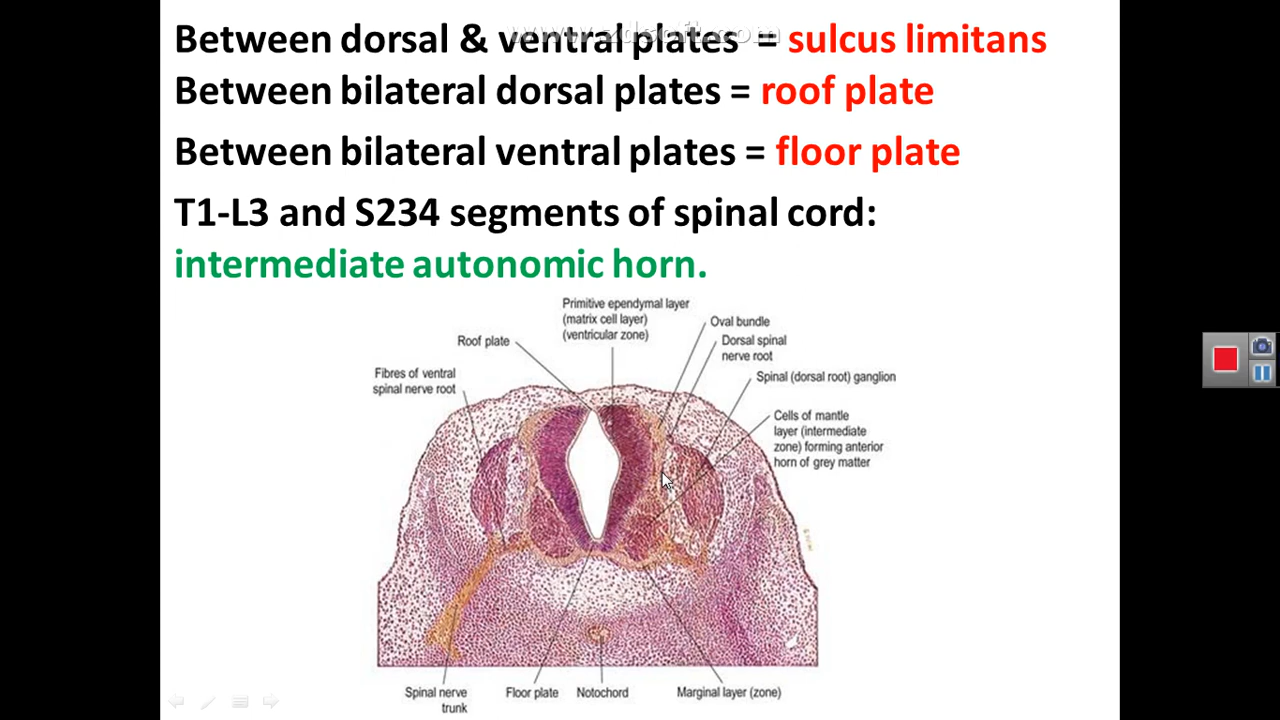 www.zdsoft.com
Between dorsal & ventral plates = sulcus limitans
Between bilateral dorsal plates = roof plate
Between bilateral ventral plates = floor plate
T1-L3 and S234 segments of spinal cord:
intermediate autonomic horn.
Primitive ependymal layer
(matrix cell layer)
(ventricular zone)
Roof plate
Oval bundle
Dorsal spinal
nerve root
Fibres of ventral
spinal nerve root
Spinal (dorsal root) ganglion
Cells of mantle
layer (intermediate
zone) forming anterior
horn of grey matter
Spinal nerve
trunk
Floor plate
Notochord
Marginal layer (zone)